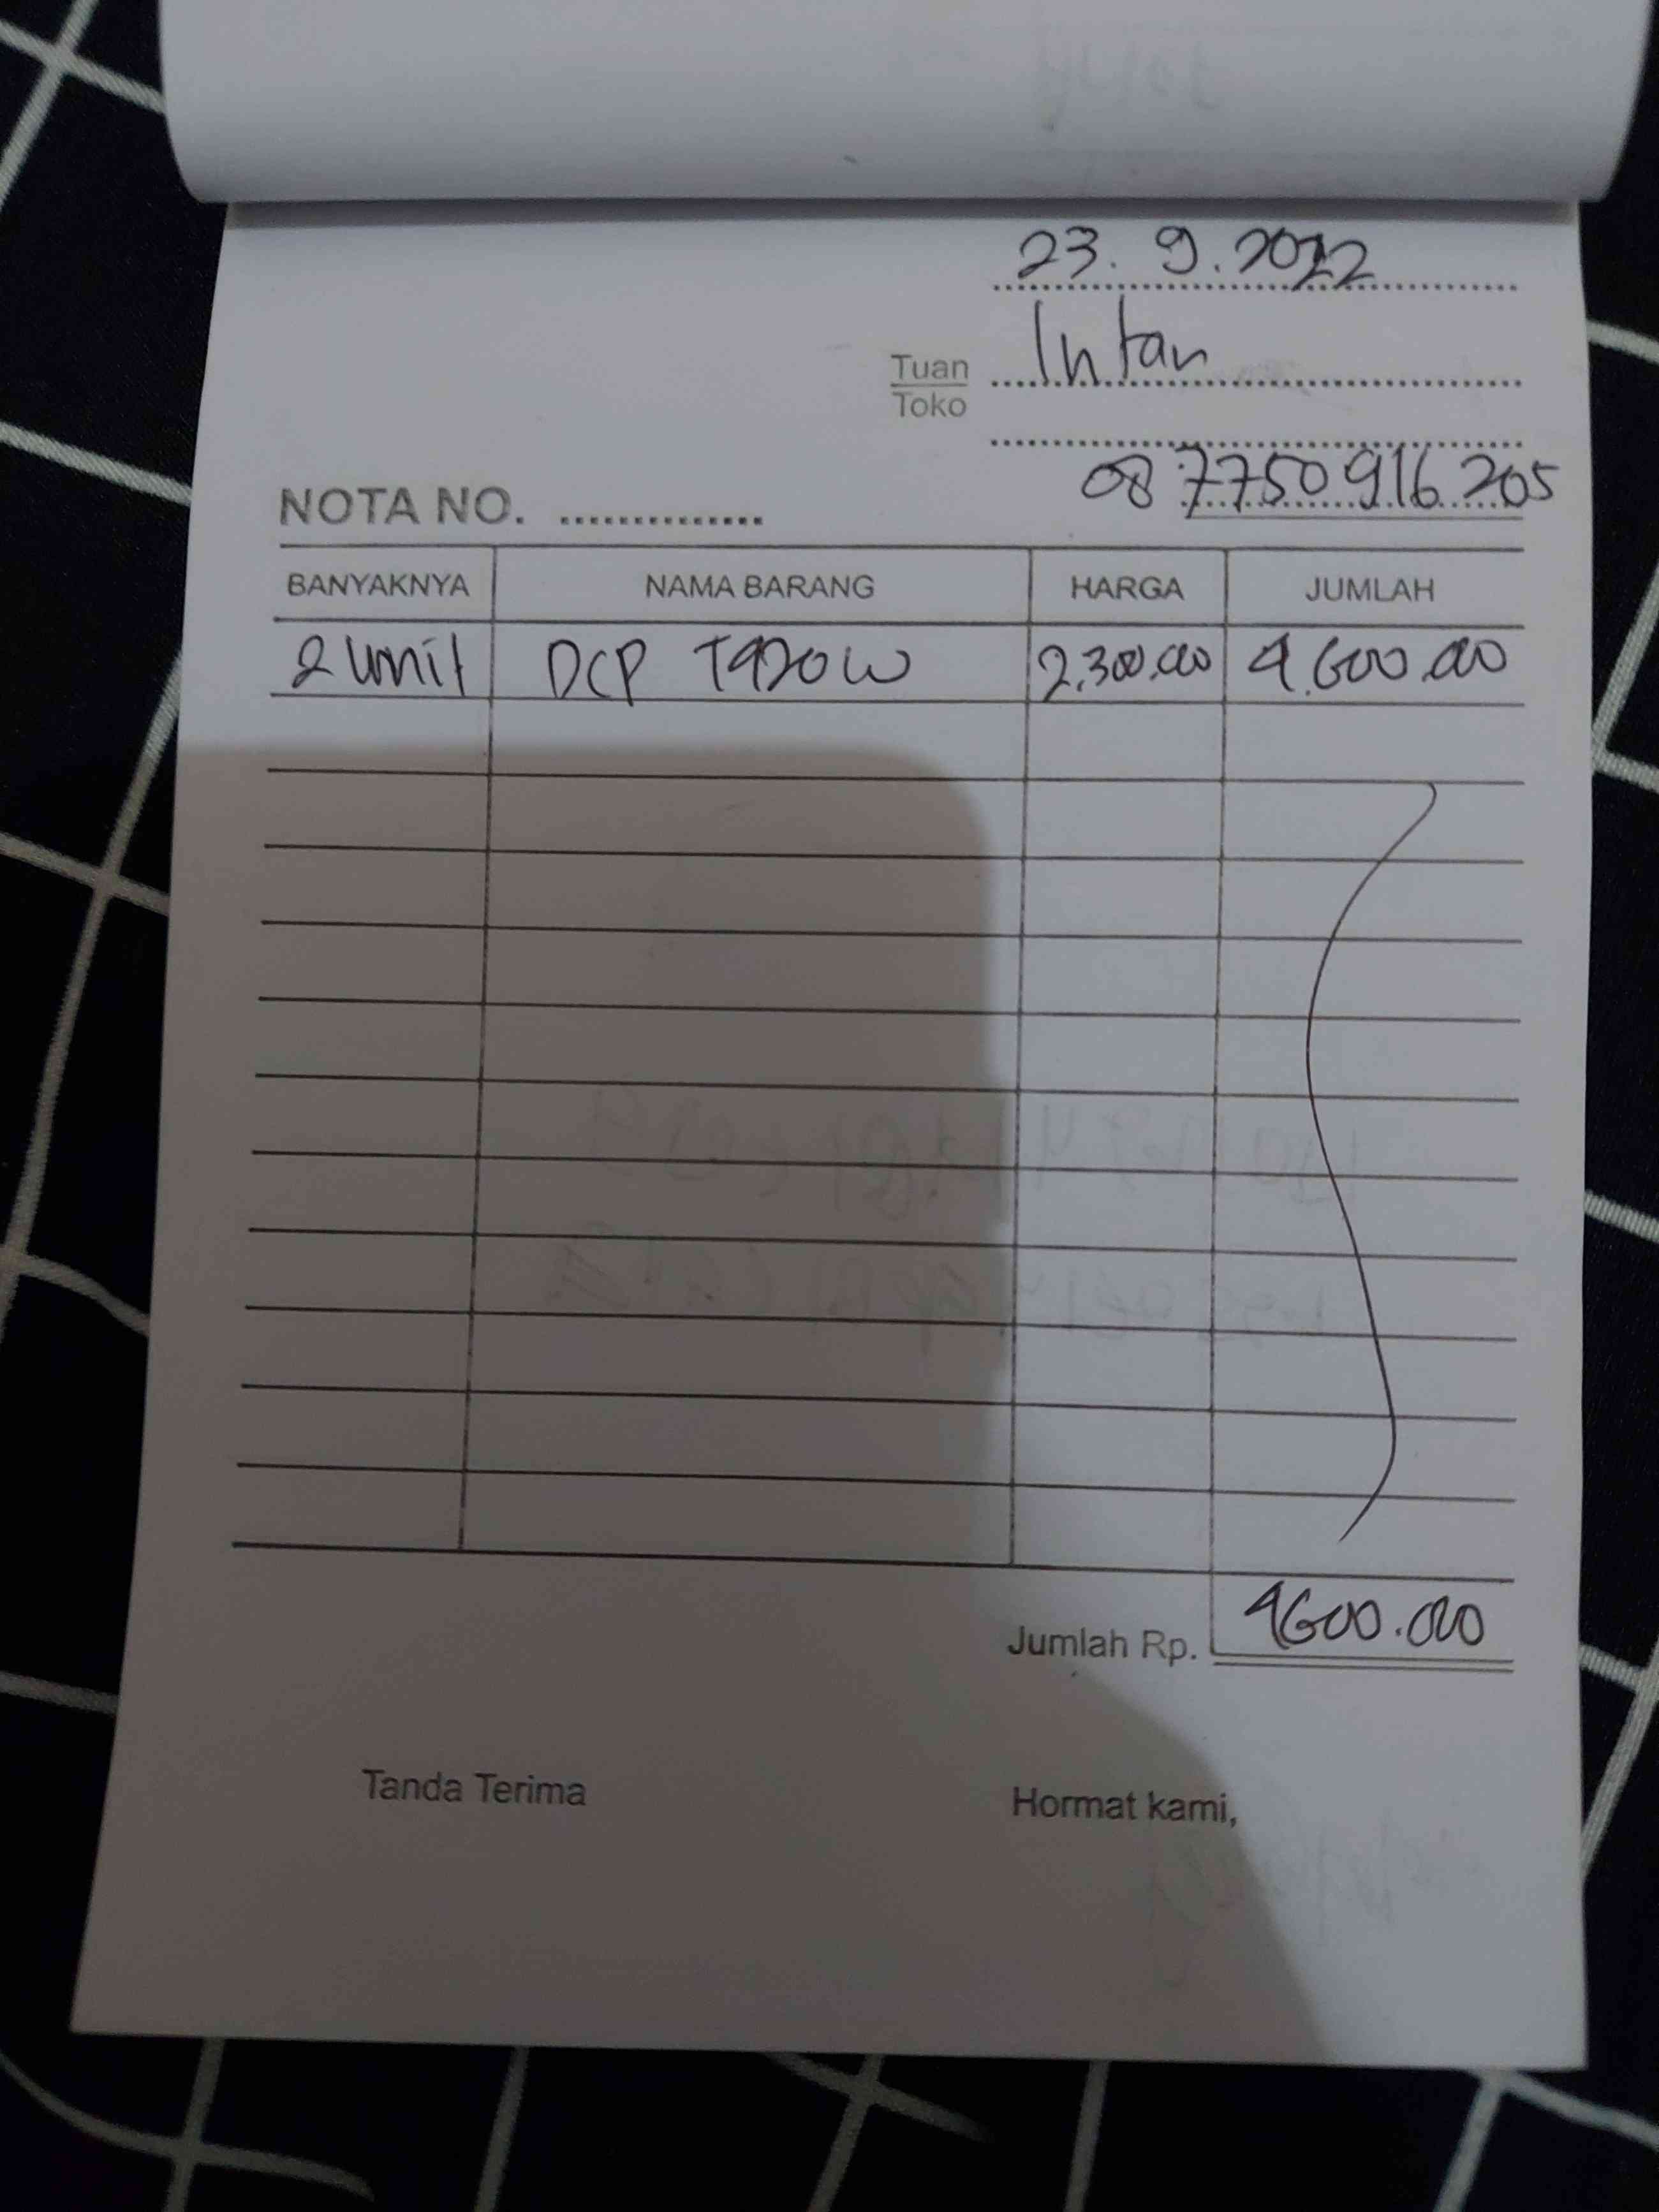 23.9.2022
Tuan Intan
Toko
087750916205
NOTA NO. ...............
BANYAKNYA NAMA BARANG HARGA JUMLAH
2 Unit DCP T920W 2.300.000 4.600.000
Jumlah Rp. 4600.000
Tanda Terima Hormat kami,